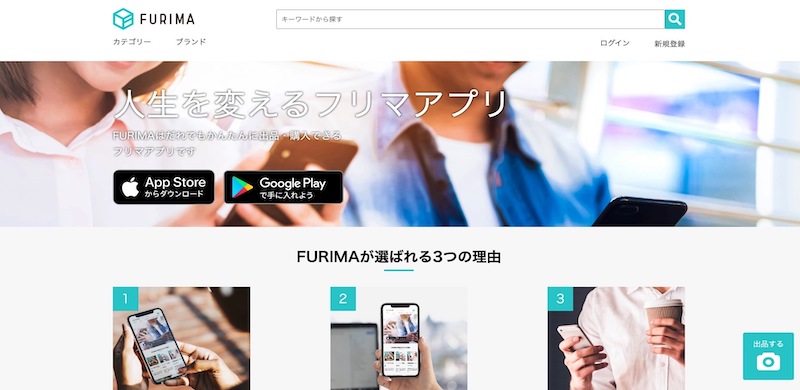 FURIMA
キーワードから探す
カテゴリー
ブランド
ログイン
新規登録
人生を変えるフリマアプリ
FURIMAはだれでもかんたんに出品・購入できる
フリマアプリです
App Store
からダウンロード
Google Play
で手に入れよう
FURIMAが選ばれる3つの理由
1
2
3
出品する